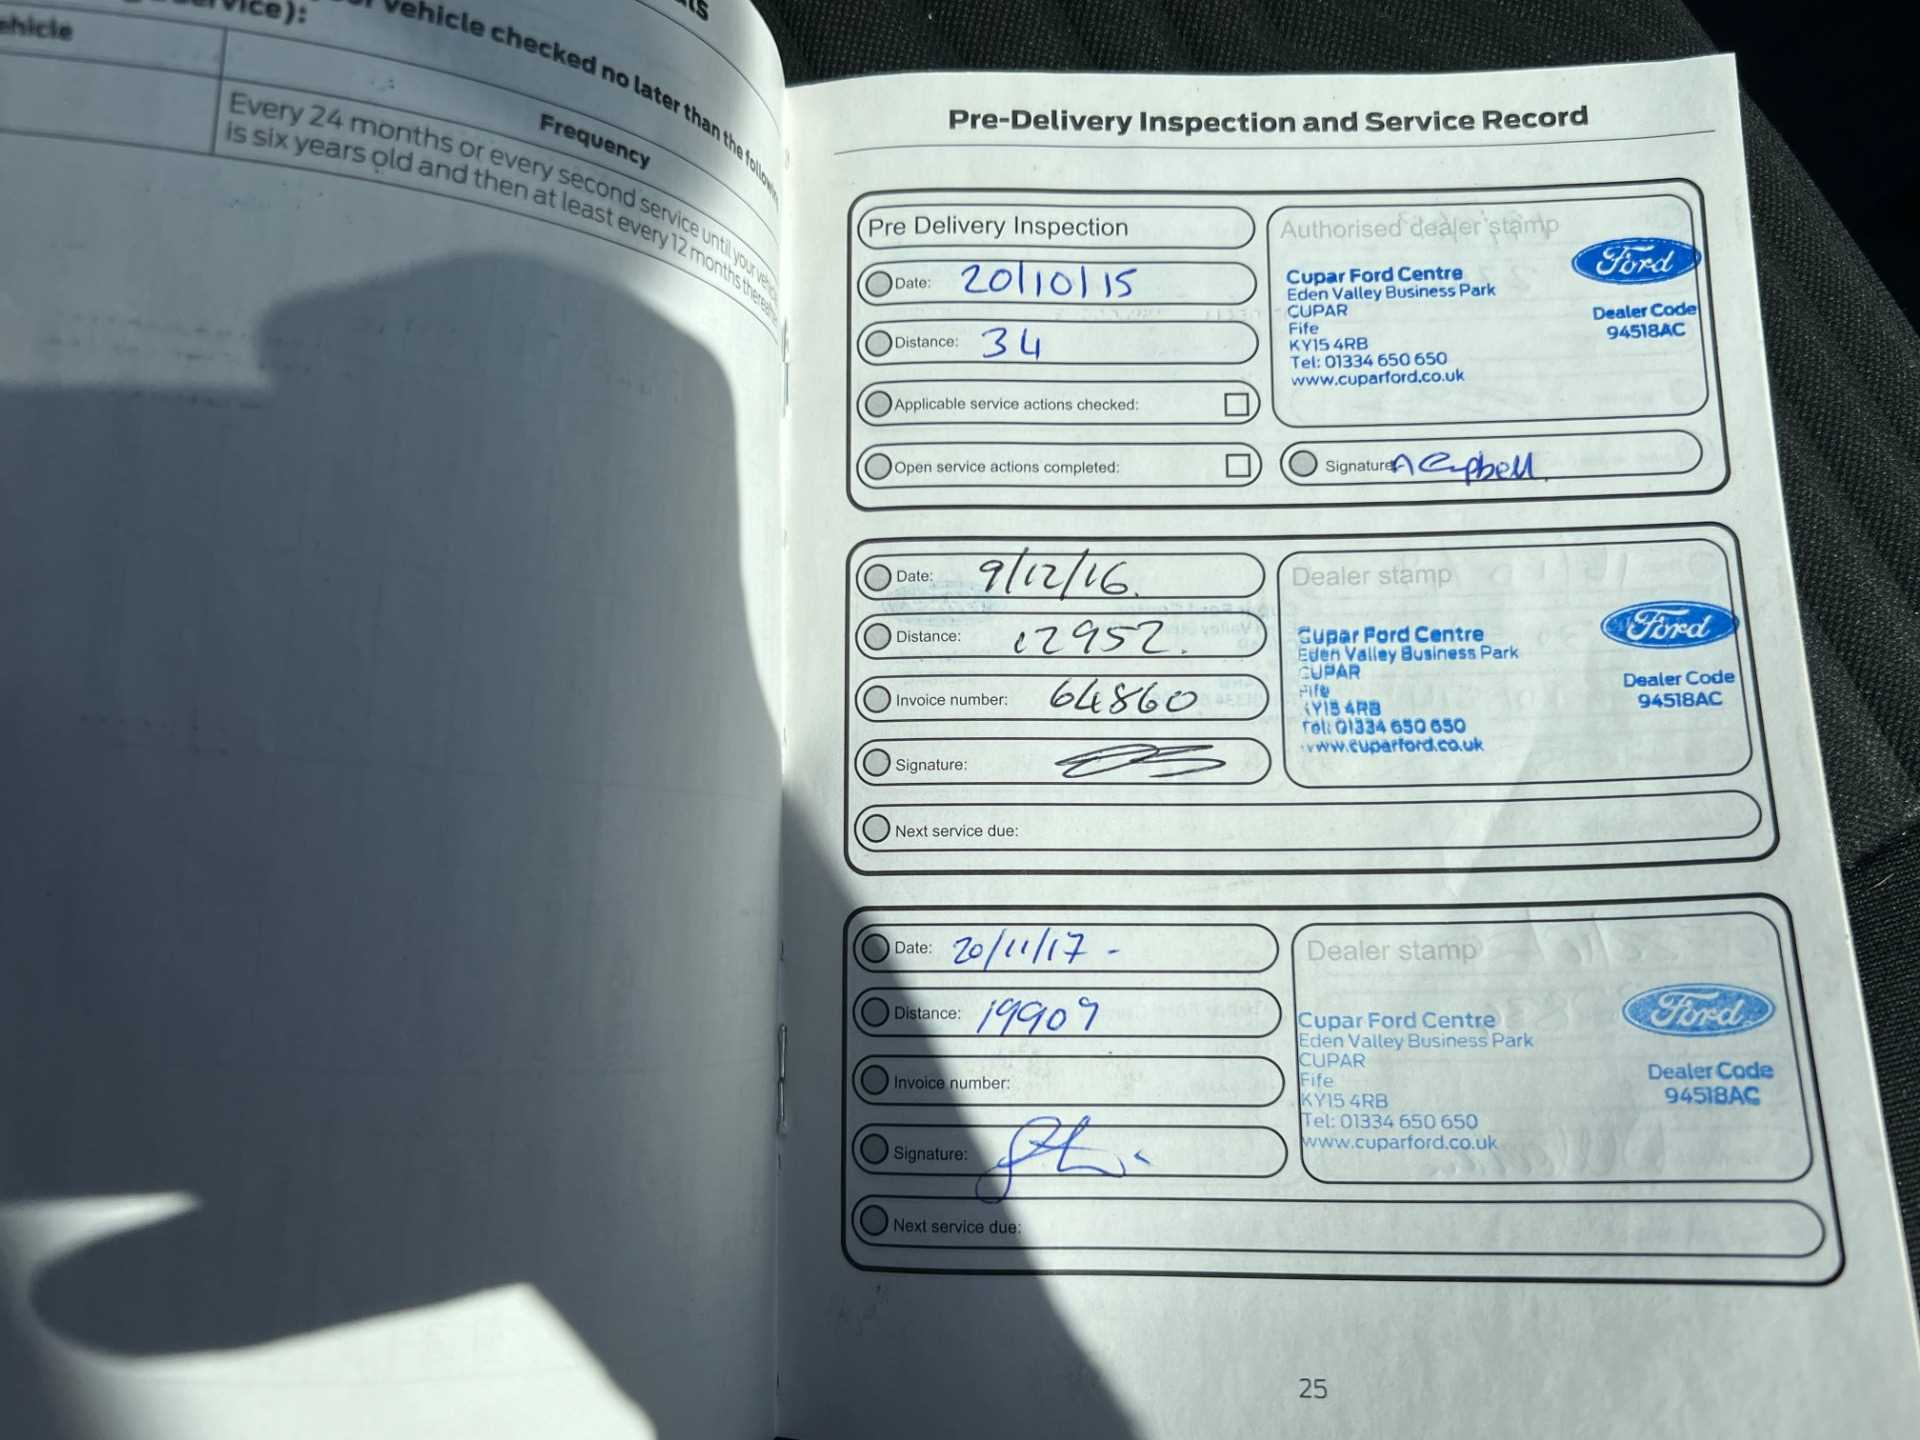 ervice):
vehicle checked no later than the following
ehicle
Frequency
Every 24 months or every second service until your vehicle
is six years old and then at least every 12 months thereafter
Pre-Delivery Inspection and Service Record
Pre Delivery Inspection
Date: 20/10/15
Distance: 34
Applicable service actions checked:
Open service actions completed:
Authorised dealer stamp
Ford
Cupar Ford Centre
Eden Valley Business Park
CUPAR
Fife
KY15 4RB
Tel: 01334 650 650
www.cuparford.co.uk
Dealer Code
94518AC
Signature A Campbell
Date: 9/12/16.
Distance: 12952.
Invoice number: 64860
Signature:
Next service due:
Dealer stamp
Ford
Cupar Ford Centre
Eden Valley Business Park
CUPAR
Fife
KY15 4RB
Tel: 01334 650 650
www.cuparford.co.uk
Dealer Code
94518AC
Date: 20/11/17 -
Distance: 19909
Invoice number:
Signature:
Next service due:
Dealer stamp
Ford
Cupar Ford Centre
Eden Valley Business Park
CUPAR
Fife
KY15 4RB
Tel: 01334 650 650
www.cuparford.co.uk
Dealer Code
94518AC
25